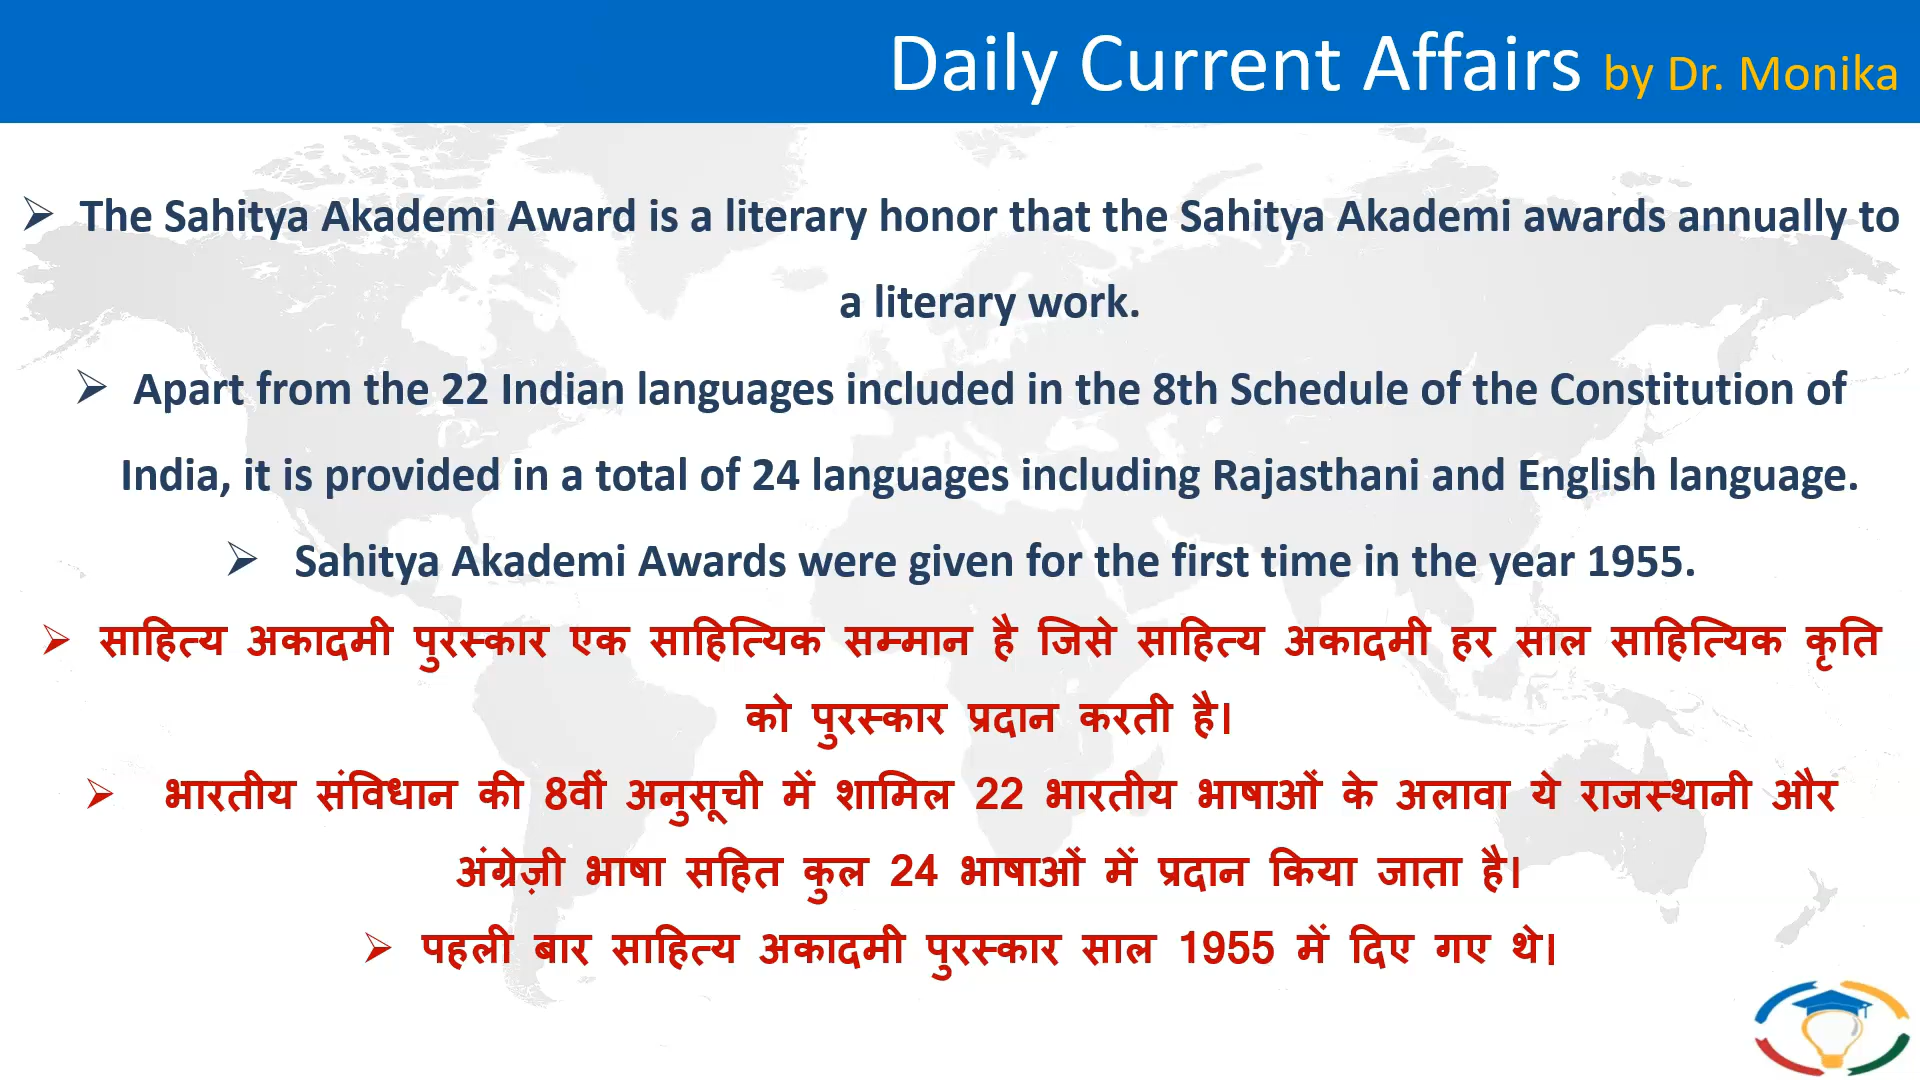 Daily Current Affairs by Dr. Monika
➢ The Sahitya Akademi Award is a literary honor that the Sahitya Akademi awards annually to
a literary work.
➢ Apart from the 22 Indian languages included in the 8th Schedule of the Constitution of
India, it is provided in a total of 24 languages including Rajasthani and English language.
➢ Sahitya Akademi Awards were given for the first time in the year 1955.
➢ साहित्य अकादमी पुरस्कार एक साहित्यिक सम्मान है जिसे साहित्य अकादमी हर साल साहित्यिक कृति
को पुरस्कार प्रदान करती है।
➢ भारतीय संविधान की 8वीं अनुसूची में शामिल 22 भारतीय भाषाओं के अलावा ये राजस्थानी और
अंग्रेज़ी भाषा सहित कुल 24 भाषाओं में प्रदान किया जाता है।
➢ पहली बार साहित्य अकादमी पुरस्कार साल 1955 में दिए गए थे।